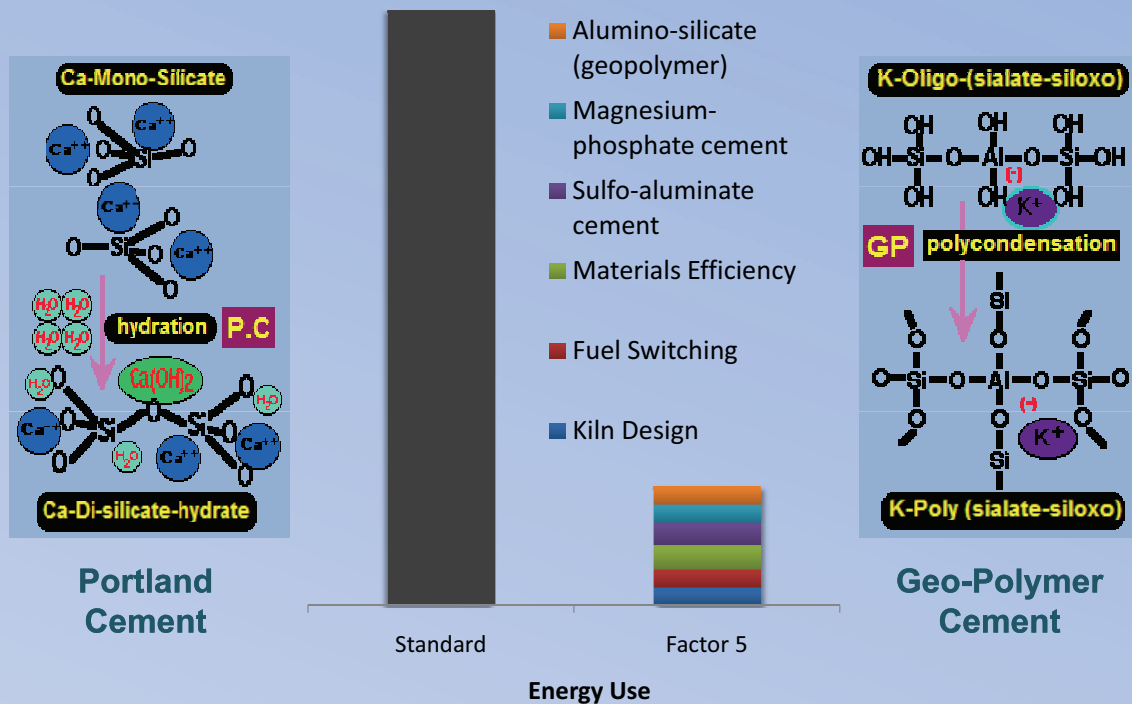 Ca-Mono-Silicate
O
O
Ca++
Ca++
O
Si
O
O
Ca++
O
O
Si
O
Ca++
O
H2O
H2O
H2O
H2O
hydration
P.C
H2O
O
Ca(OH)2
O
H2O
O
O
Si
Si
O
O
Ca++
Ca++
O
H2O
Ca++
O
Ca-Di-silicate-hydrate
Portland
Cement
Alumino-silicate
(geopolymer)
Magnesium-
phosphate cement
Sulfo-aluminate
cement
Materials Efficiency
Fuel Switching
Kiln Design
Standard
Factor 5
Energy Use
K-Oligo-(sialate-siloxo)
OH OH OH
OH Si O Al O Si OH
(-)
OH OH OH
K+
GP
polycondensation
Si
O O O
O Si O Al O Si O
(-)
O O O
K+
Si
K-Poly (sialate-siloxo)
Geo-Polymer
Cement